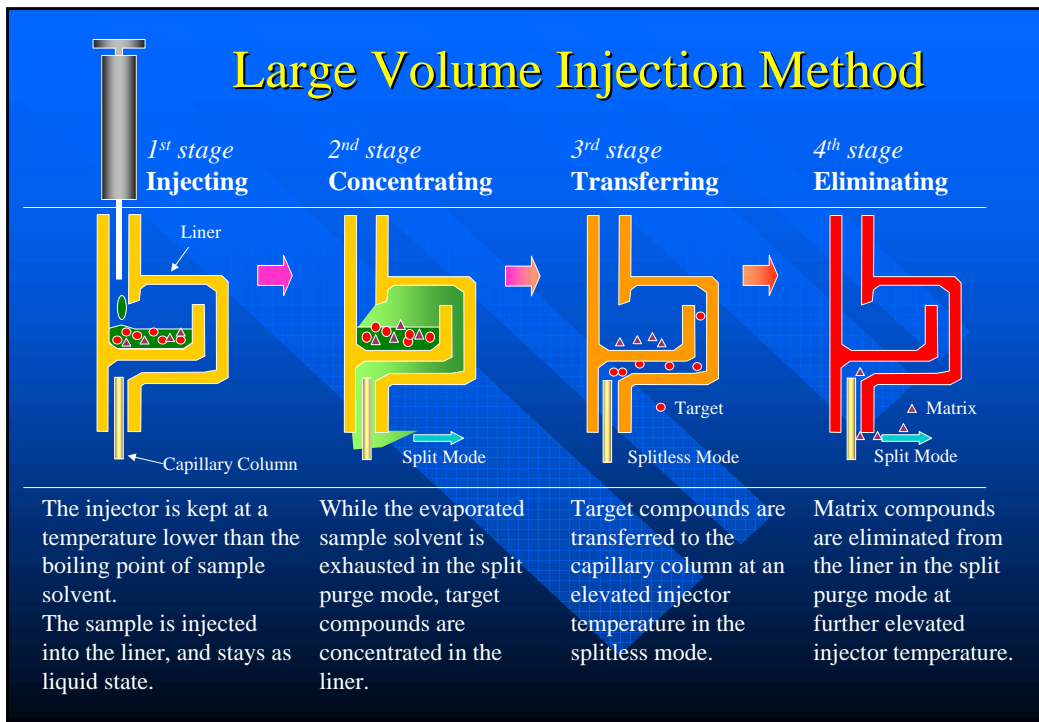 Large Volume Injection Method
1st stage
Injecting
2nd stage
Concentrating
3rd stage
Transferring
4th stage
Eliminating
Liner
Capillary Column
Split Mode
Target
Splitless Mode
Matrix
Split Mode
The injector is kept at a
temperature lower than the
boiling point of sample
solvent.
The sample is injected
into the liner, and stays as
liquid state.
While the evaporated
sample solvent is
exhausted in the split
purge mode, target
compounds are
concentrated in the
liner.
Target compounds are
transferred to the
capillary column at an
elevated injector
temperature in the
splitless mode.
Matrix compounds
are eliminated from
the liner in the split
purge mode at
further elevated
injector temperature.